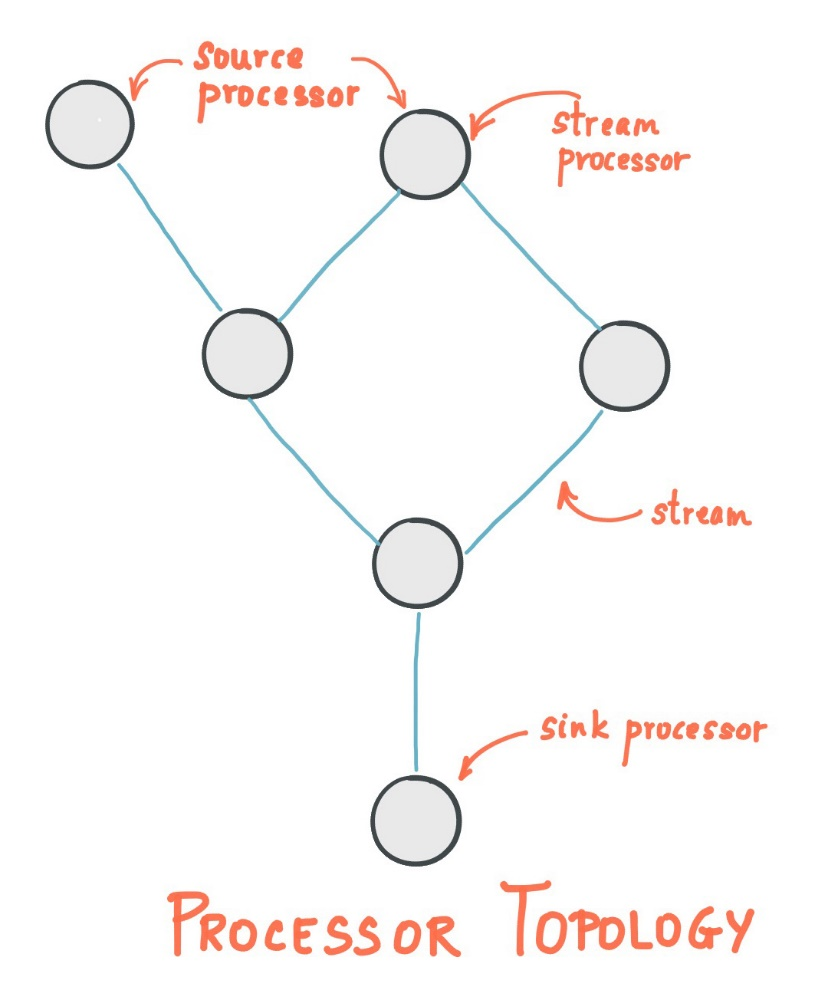 source
processor
stream
processor
stream
sink processor
PROCESSOR TOPOLOGY